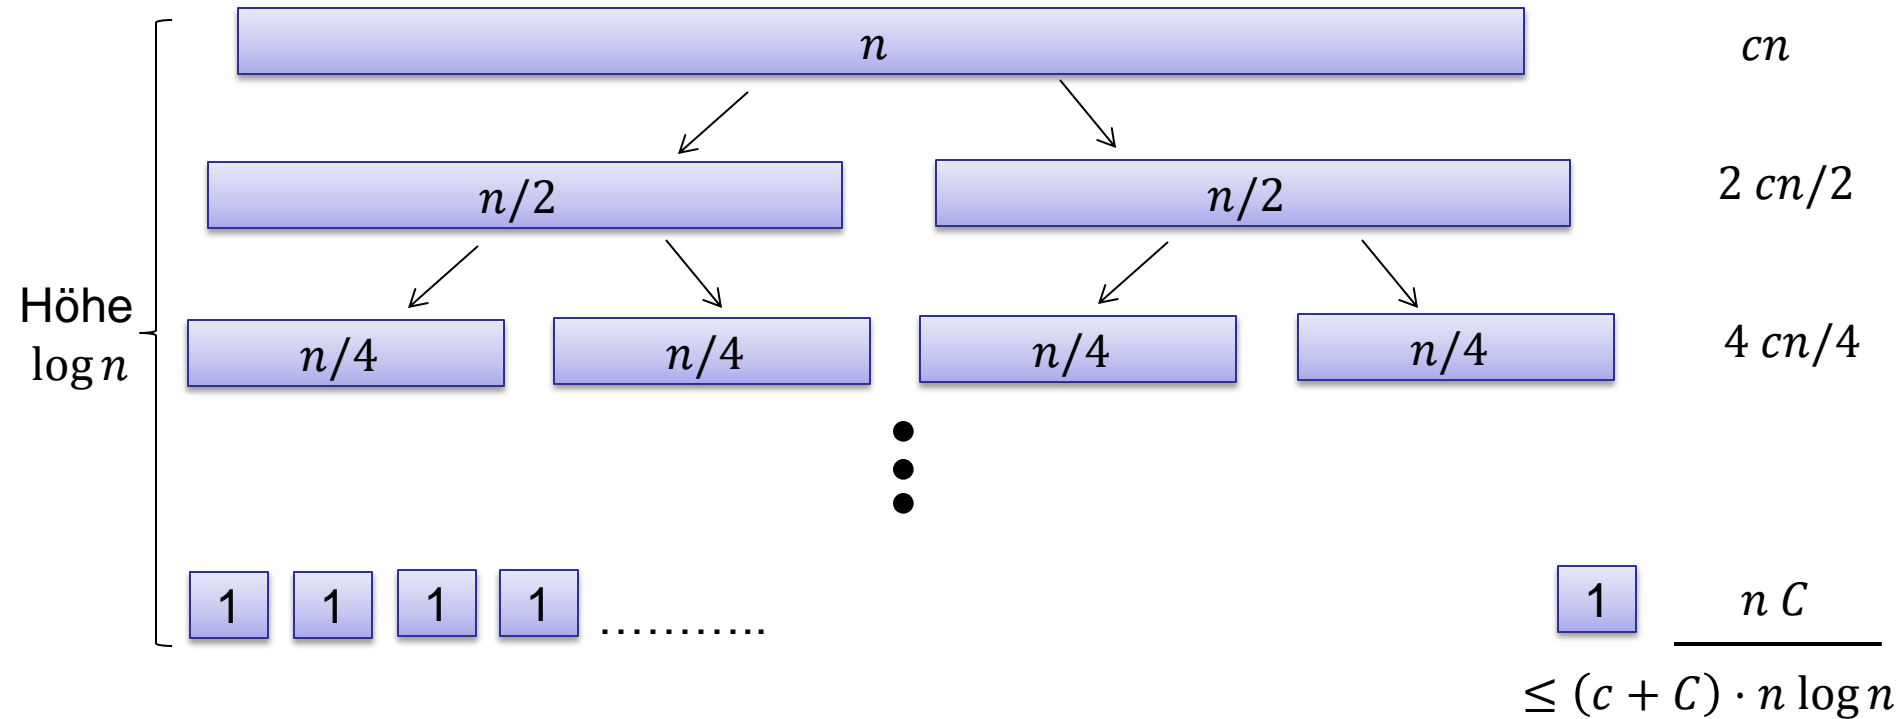 n cn
n/2 n/2 2 cn/2
Höhe
log n
n/4 n/4 n/4 n/4 4 cn/4
1 1 1 1 ……….. 1 n C
≤ (c + C) · n log n